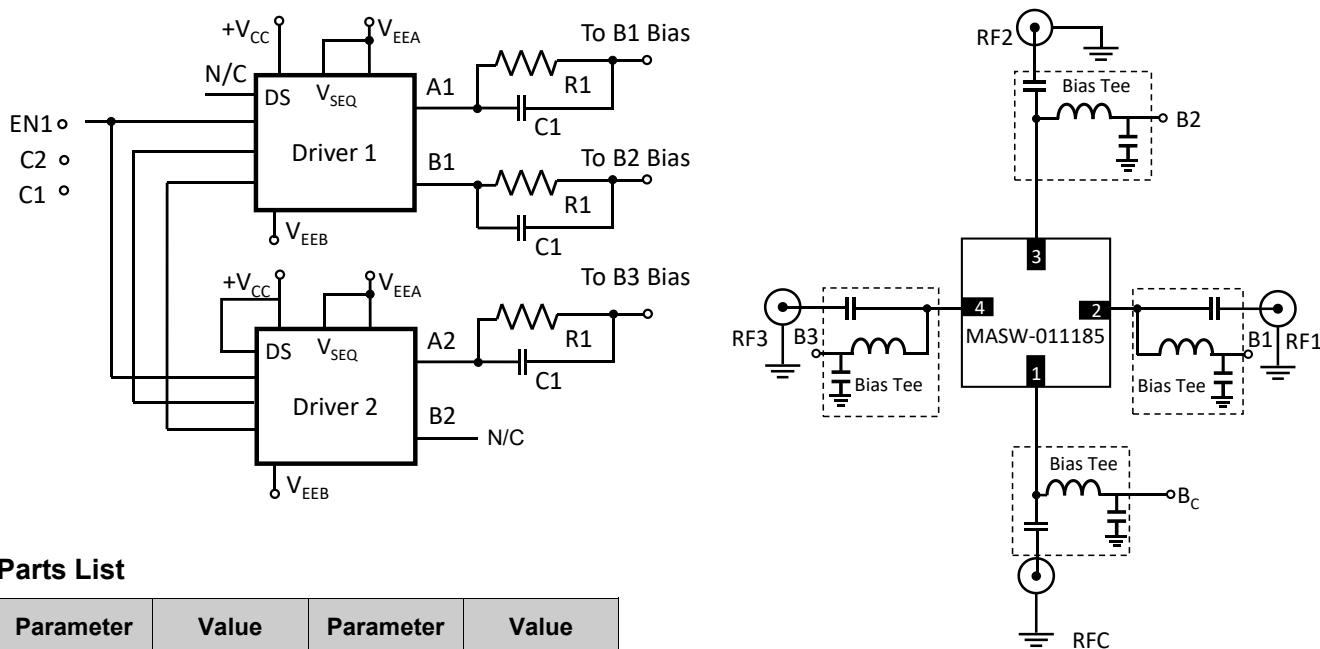 +VCC
VEEA
To B1 Bias
N/C
DS
VSEQ
A1
R1
C1
EN1
C2
C1
Driver 1
B1
To B2 Bias
R1
C1
VEEB
+VCC
VEEA
To B3 Bias
DS
VSEQ
A2
R1
C1
Driver 2
B2
N/C
VEEB
RF2
Bias Tee
B2
3
4
2
MASW-011185
1
RF3
B3
Bias Tee
B1
RF1
Bias Tee
Bias Tee
BC
RFC
Parts List
Parameter Value Parameter Value